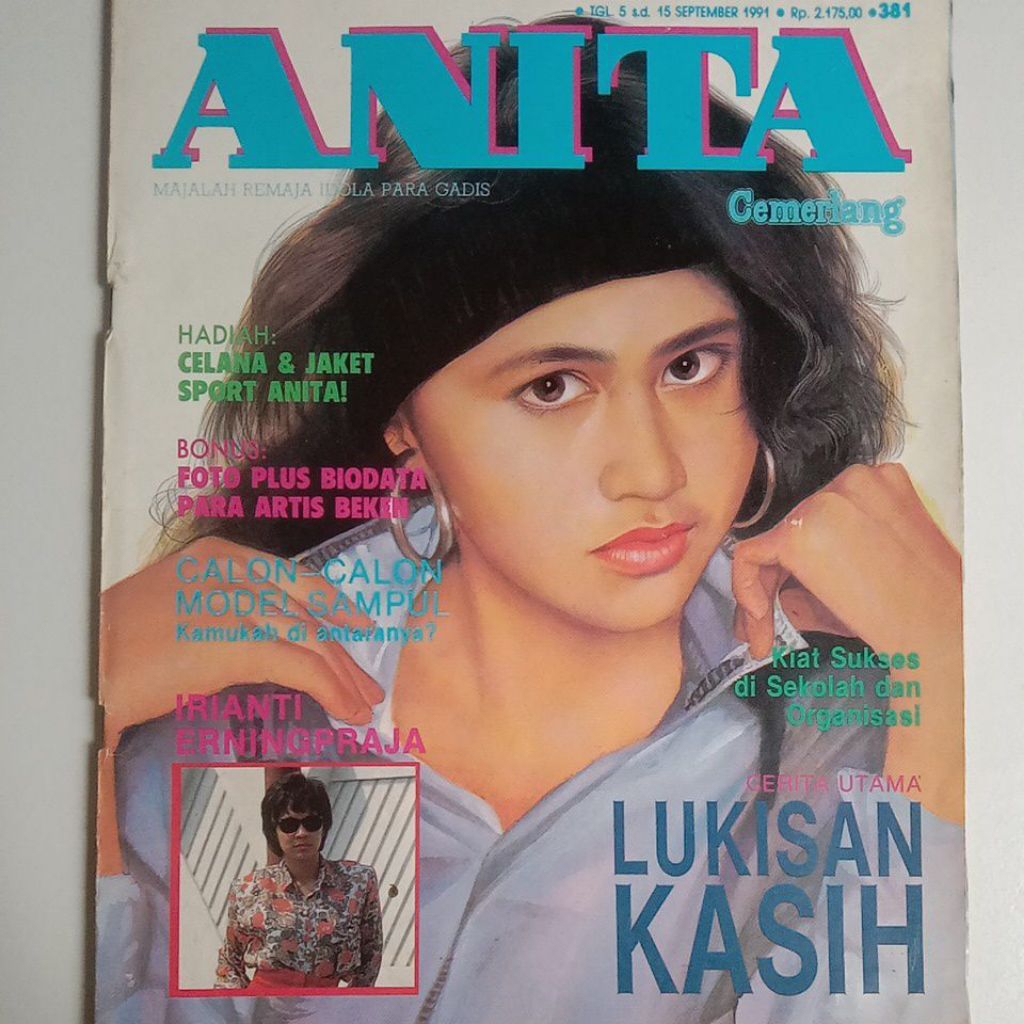 ● TGL. 5 s.d. 15 SEPTEMBER 1991 ● Rp. 2.175,00 ● 381
ANITA
MAJALAH REMAJA IDOLA PARA GADIS
Cemerlang
HADIAH:
CELANA & JAKET
SPORT ANITA!
BONUS:
FOTO PLUS BIODATA
PARA ARTIS BEKEN
CALON-CALON
MODEL SAMPUL
Kamukah di antaranya?
IRIANTI
ERNINGPRAJA
Kiat Sukses
di Sekolah dan
Organisasi
CERITA UTAMA
LUKISAN
KASIH